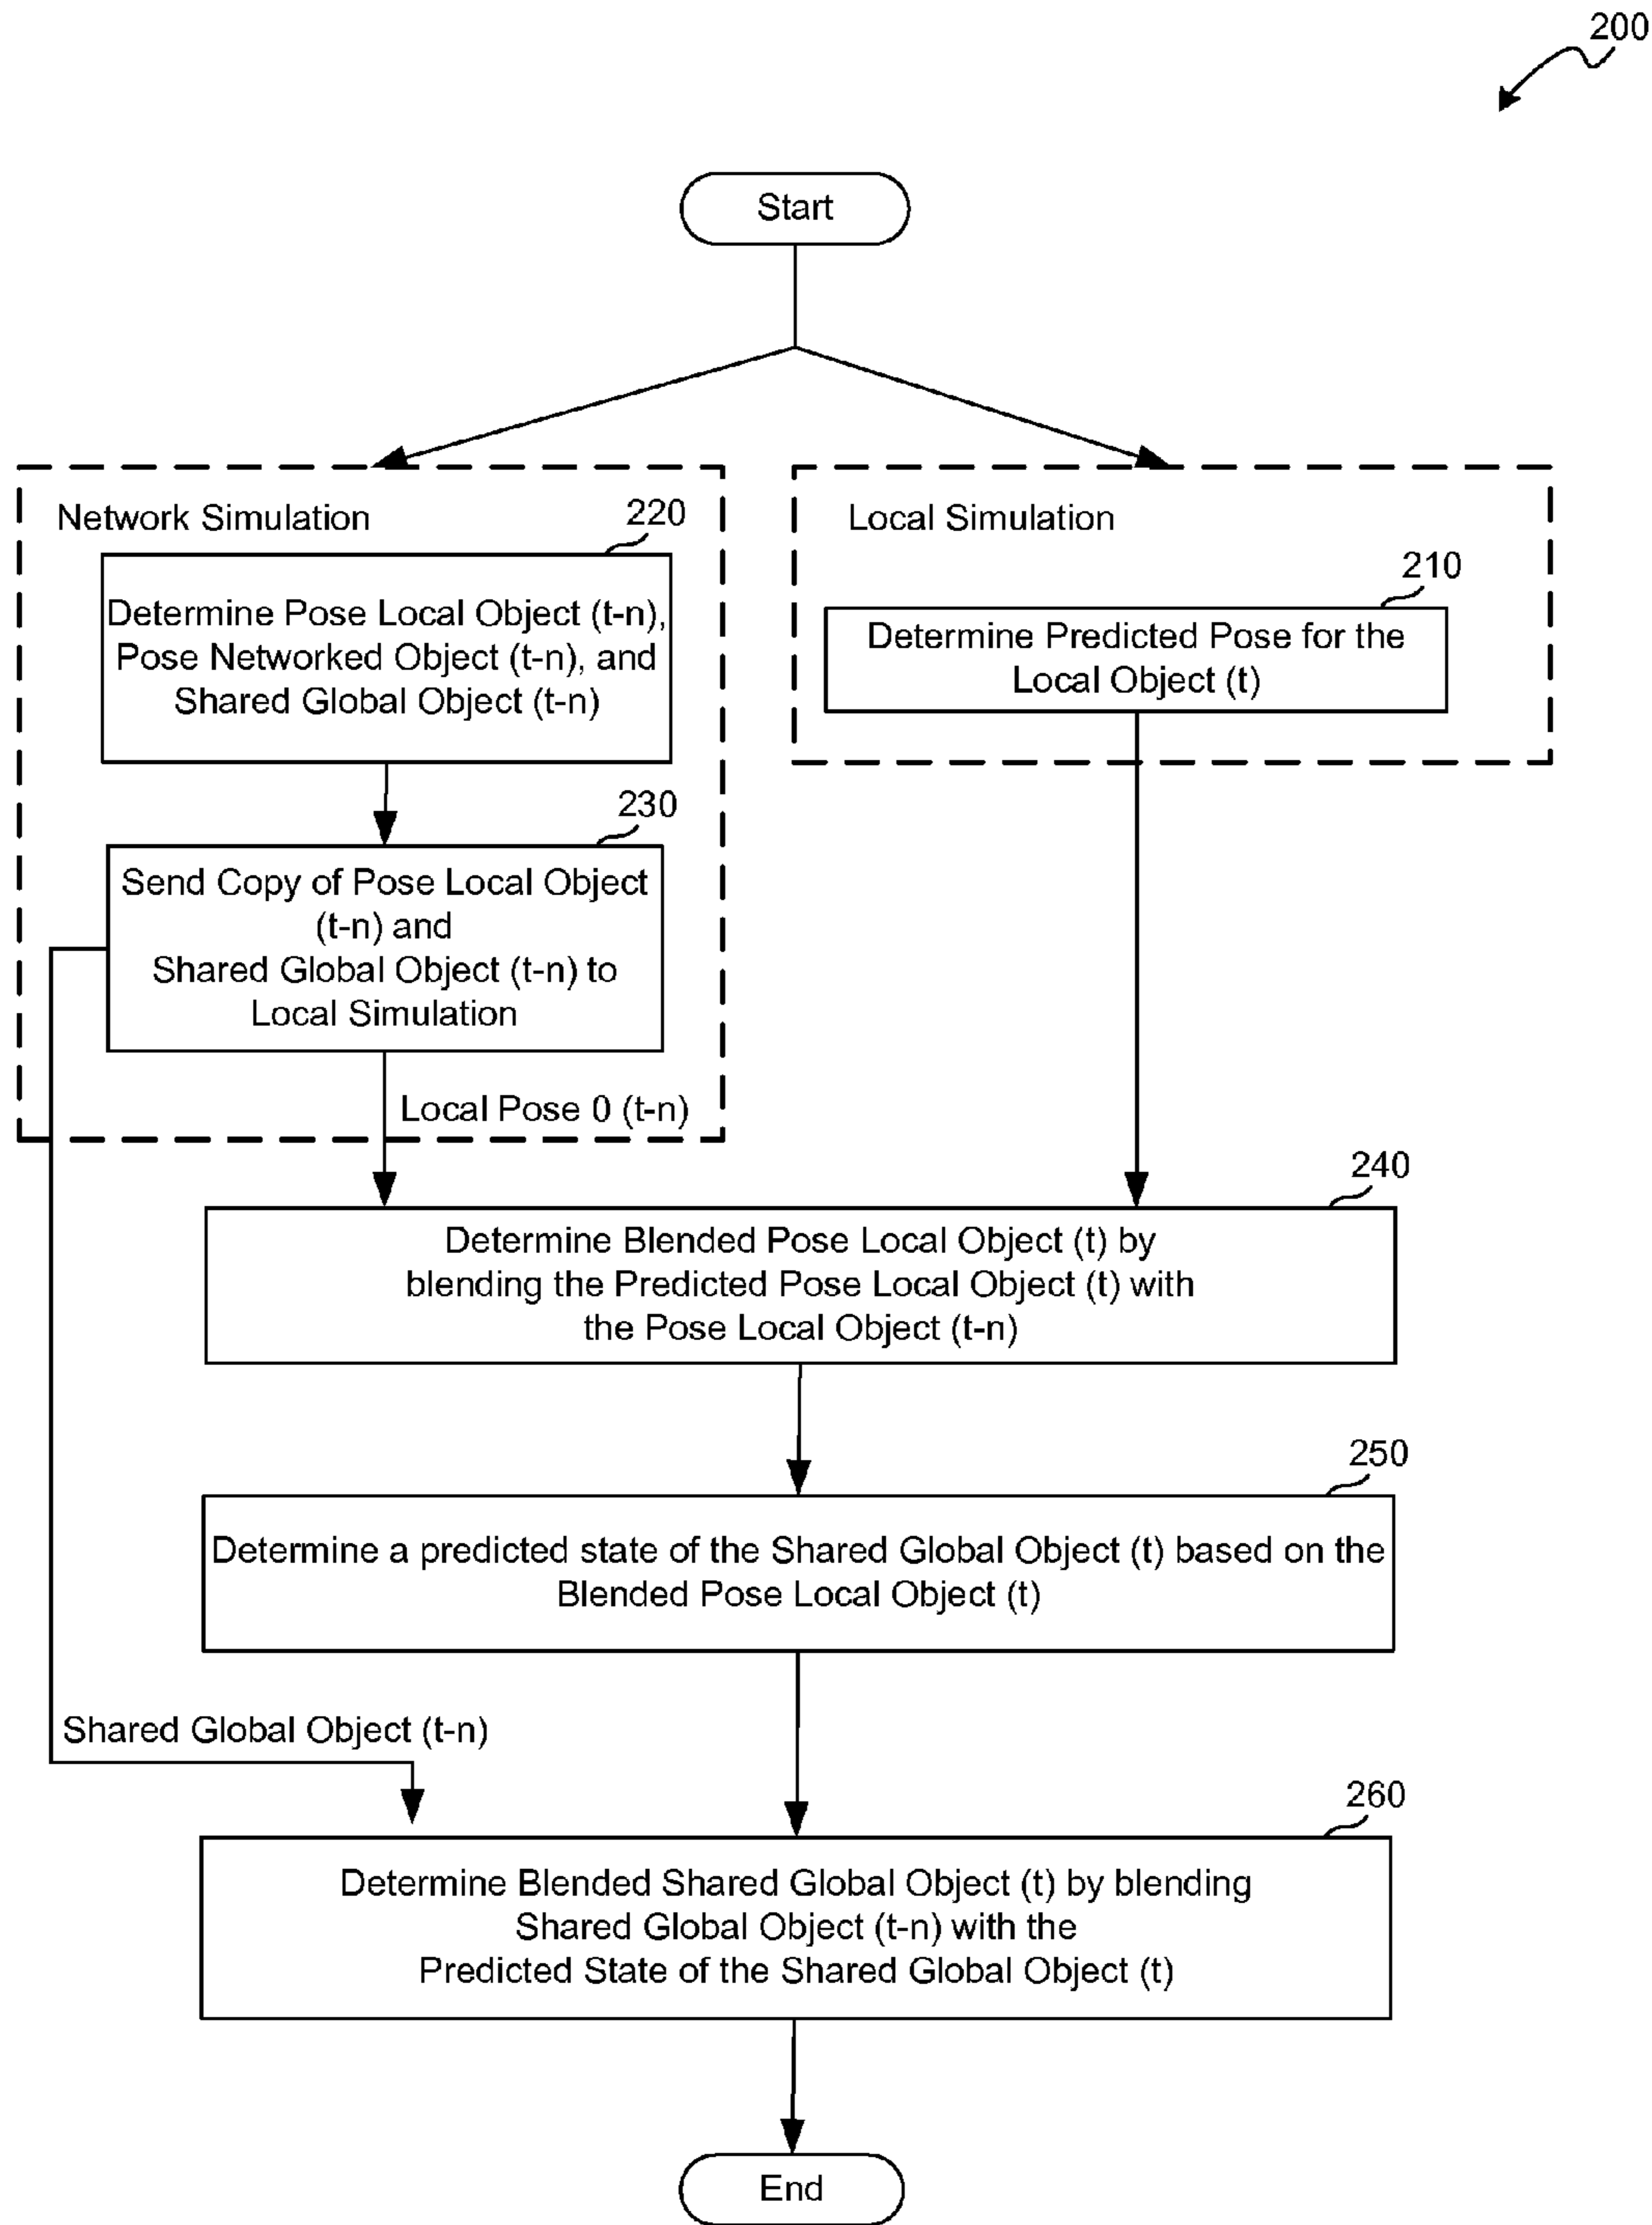 200
Start
Network Simulation
220
Determine Pose Local Object (t-n),
Pose Networked Object (t-n), and
Shared Global Object (t-n)
230
Send Copy of Pose Local Object
(t-n) and
Shared Global Object (t-n) to
Local Simulation
Local Pose 0 (t-n)
Local Simulation
210
Determine Predicted Pose for the
Local Object (t)
240
Determine Blended Pose Local Object (t) by
blending the Predicted Pose Local Object (t) with
the Pose Local Object (t-n)
250
Determine a predicted state of the Shared Global Object (t) based on the
Blended Pose Local Object (t)
Shared Global Object (t-n)
260
Determine Blended Shared Global Object (t) by blending
Shared Global Object (t-n) with the
Predicted State of the Shared Global Object (t)
End